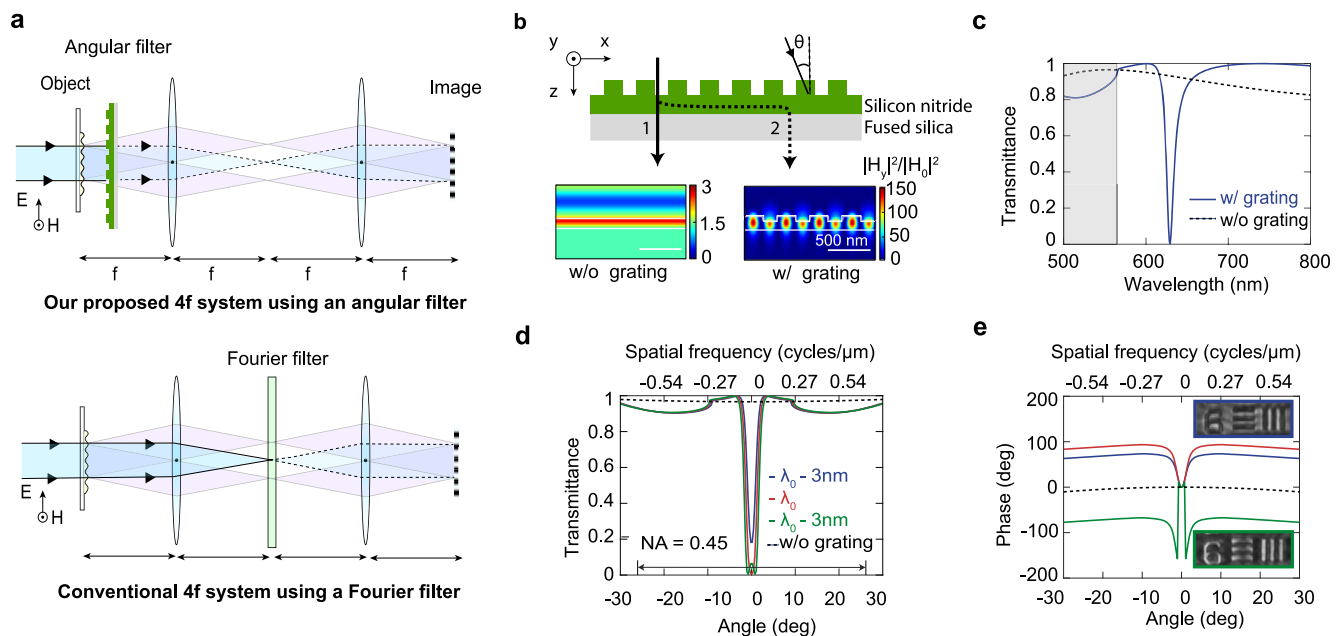 a
Angular filter
Object
Image
E
H
f
f
f
f
Our proposed 4f system using an angular filter
Fourier filter
E
H
Conventional 4f system using a Fourier filter
b
y
x
z
θ
Silicon nitride
Fused silica
1
2
|H_y|²/|H_0|²
3
1.5
0
w/o grating
150
100
50
0
500 nm
w/ grating
c
1
0.8
0.6
0.4
0.2
1
Transmittance
w/ grating
w/o grating
500
600
700
800
Wavelength (nm)
d
Spatial frequency (cycles/μm)
-0.54 -0.27 0 0.27 0.54
1
0.8
0.6
0.4
0.2
0
Transmittance
- λ₀ - 3nm
- λ₀
- λ₀ - 3nm
w/o grating
NA = 0.45
-30 -20 -10 0 10 20 30
Angle (deg)
e
Spatial frequency (cycles/μm)
-0.54 -0.27 0 0.27 0.54
200
100
0
-100
-200
Phase (deg)
6
6
-30 -20 -10 0 10 20 30
Angle (deg)